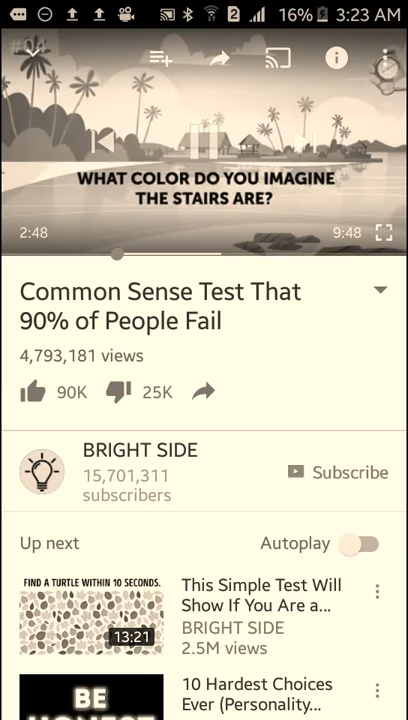 2
16%
3:23 AM
#04
WHAT COLOR DO YOU IMAGINE
THE STAIRS ARE?
2:48
9:48
Common Sense Test That
90% of People Fail
4,793,181 views
90K
25K
BRIGHT SIDE
15,701,311
subscribers
Subscribe
Up next
Autoplay
FIND A TURTLE WITHIN 10 SECONDS.
13:21
This Simple Test Will
Show If You Are a...
BRIGHT SIDE
2.5M views
BE
HONEST
10 Hardest Choices
Ever (Personality...